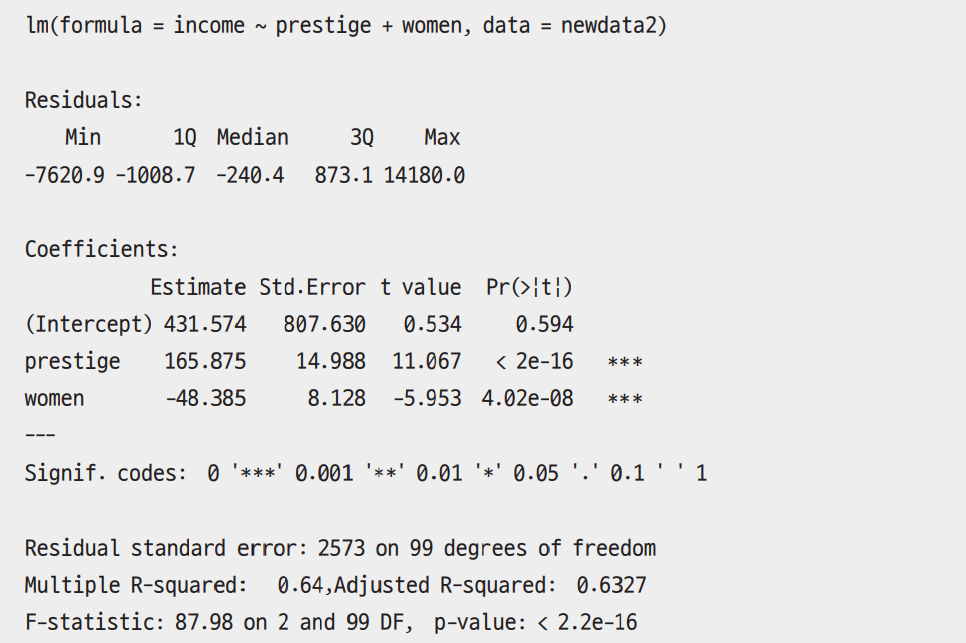 lm(formula = income ~ prestige + women, data = newdata2)
Residuals:
Min 1Q Median 3Q Max
-7620.9 -1008.7 -240.4 873.1 14180.0
Coefficients:
Estimate Std.Error t value Pr(>¦t¦)
(Intercept) 431.574 807.630 0.534 0.594
prestige 165.875 14.988 11.067 < 2e-16 ***
women -48.385 8.128 -5.953 4.02e-08 ***
---
Signif. codes: 0 '***' 0.001 '**' 0.01 '*' 0.05 '.' 0.1 ' ' 1
Residual standard error: 2573 on 99 degrees of freedom
Multiple R-squared: 0.64,Adjusted R-squared: 0.6327
F-statistic: 87.98 on 2 and 99 DF, p-value: < 2.2e-16